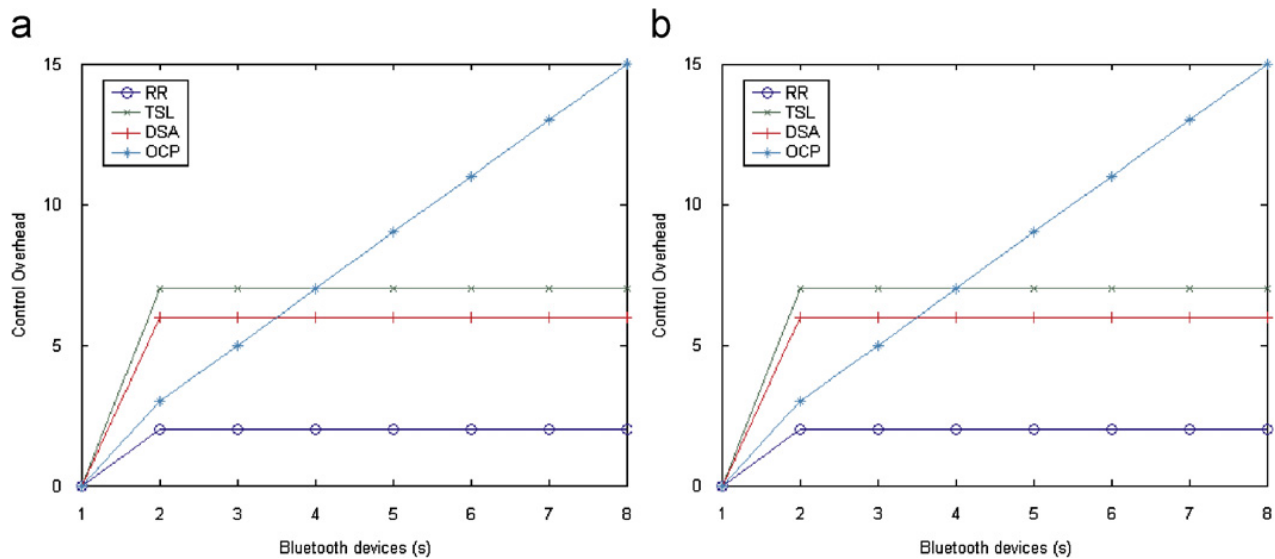 a
15
10
5
0
Control Overhead
RR
TSL
DSA
OCP
1 2 3 4 5 6 7 8
Bluetooth devices (s)
b
15
10
5
0
Control Overhead
RR
TSL
DSA
OCP
1 2 3 4 5 6 7 8
Bluetooth devices (s)